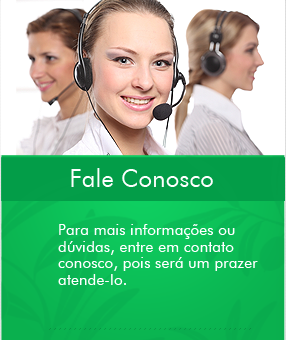 Fale Conosco
Para mais informações ou
dúvidas, entre em contato
conosco, pois será um prazer
atende-lo.